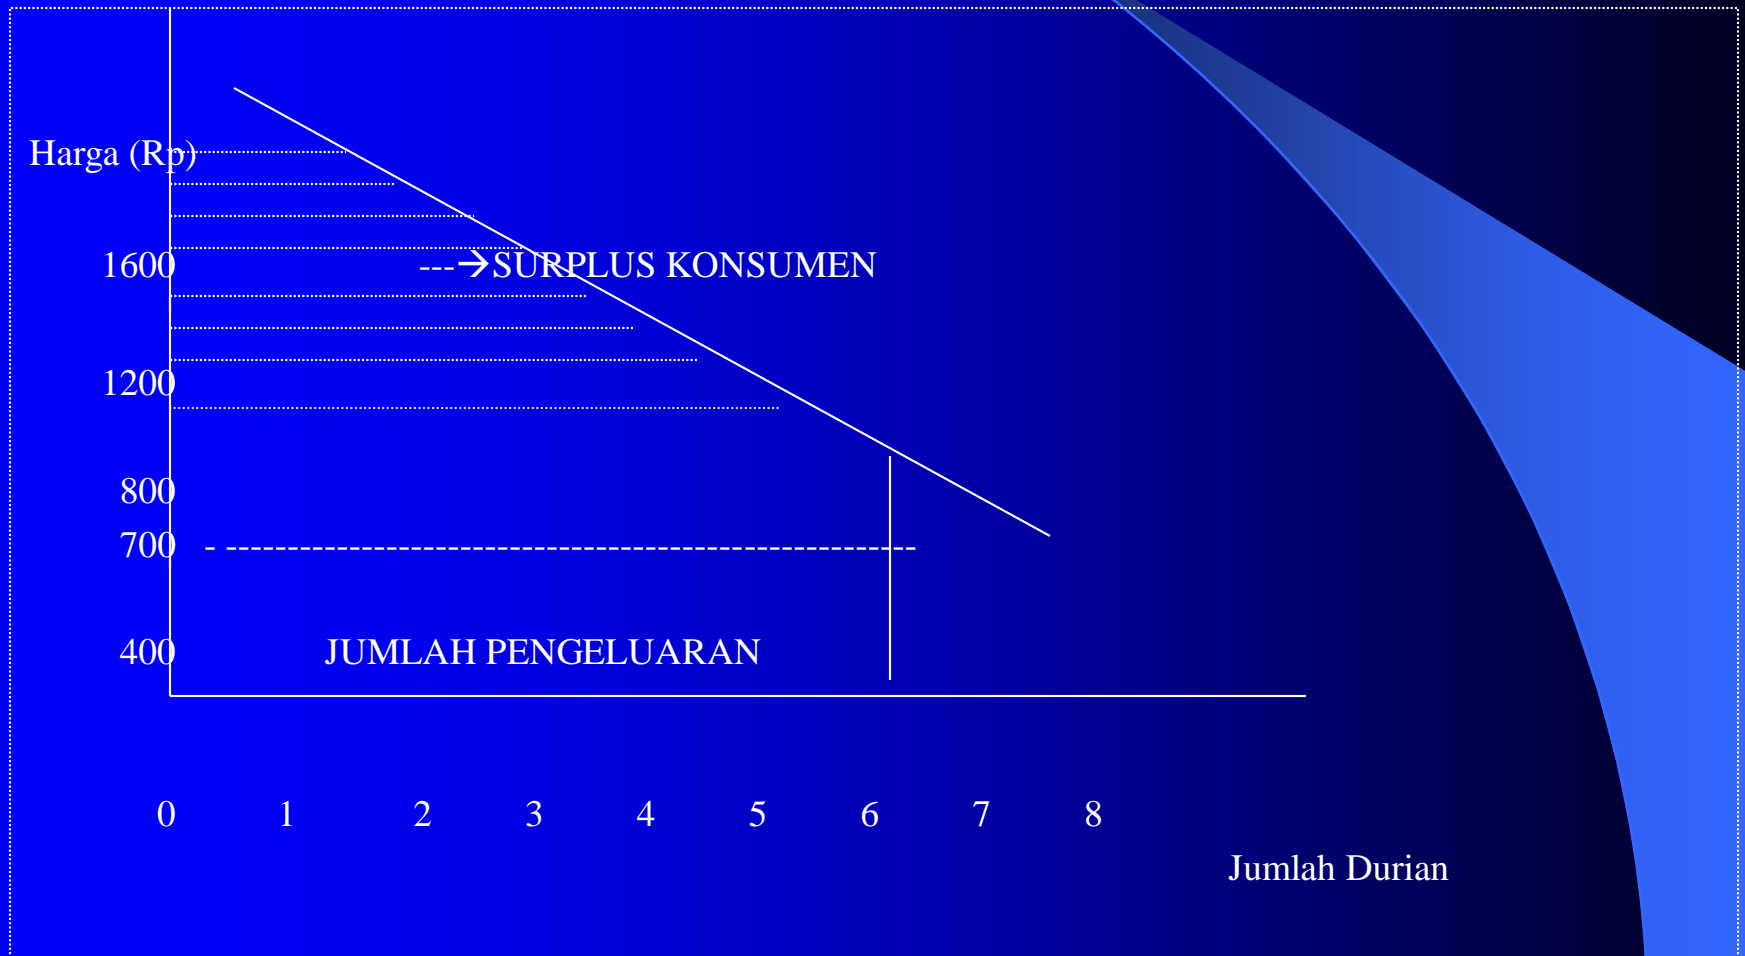 Harga (Rp)
1600 ---→SURPLUS KONSUMEN
1200
800
700 - -----------------------------------------
400 JUMLAH PENGELUARAN
0 1 2 3 4 5 6 7 8
Jumlah Durian